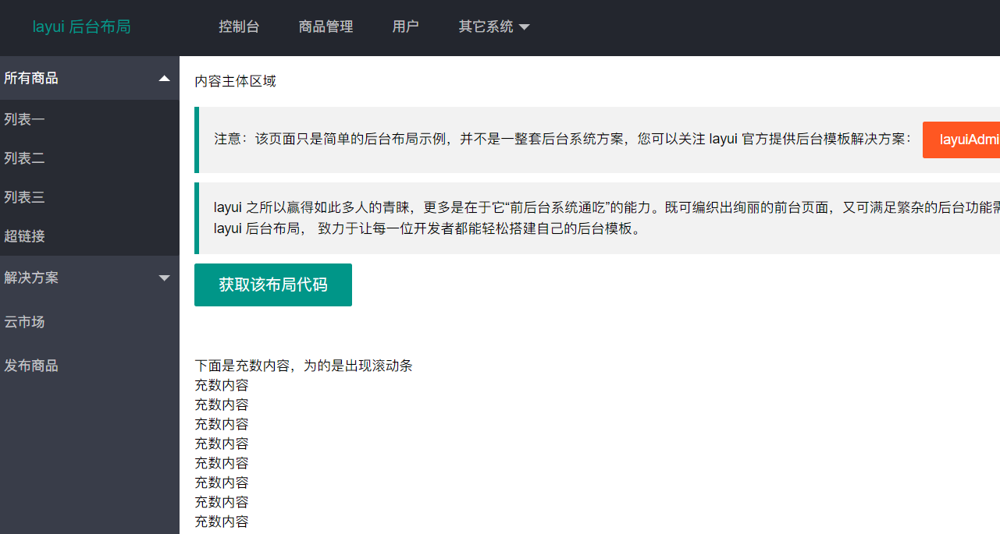 layui 后台布局
控制台 商品管理 用户 其它系统
所有商品
列表一
列表二
列表三
超链接
解决方案
云市场
发布商品
内容主体区域
注意：该页面只是简单的后台布局示例，并不是一整套后台系统方案，您可以关注 layui 官方提供后台模板解决方案：
layuiAdmi
layui 之所以赢得如此多人的青睐，更多是在于它“前后台系统通吃”的能力。既可编织出绚丽的前台页面，又可满足繁杂的后台功能需
layui 后台布局， 致力于让每一位开发者都能轻松搭建自己的后台模板。
获取该布局代码
下面是充数内容，为的是出现滚动条
充数内容
充数内容
充数内容
充数内容
充数内容
充数内容
充数内容
充数内容